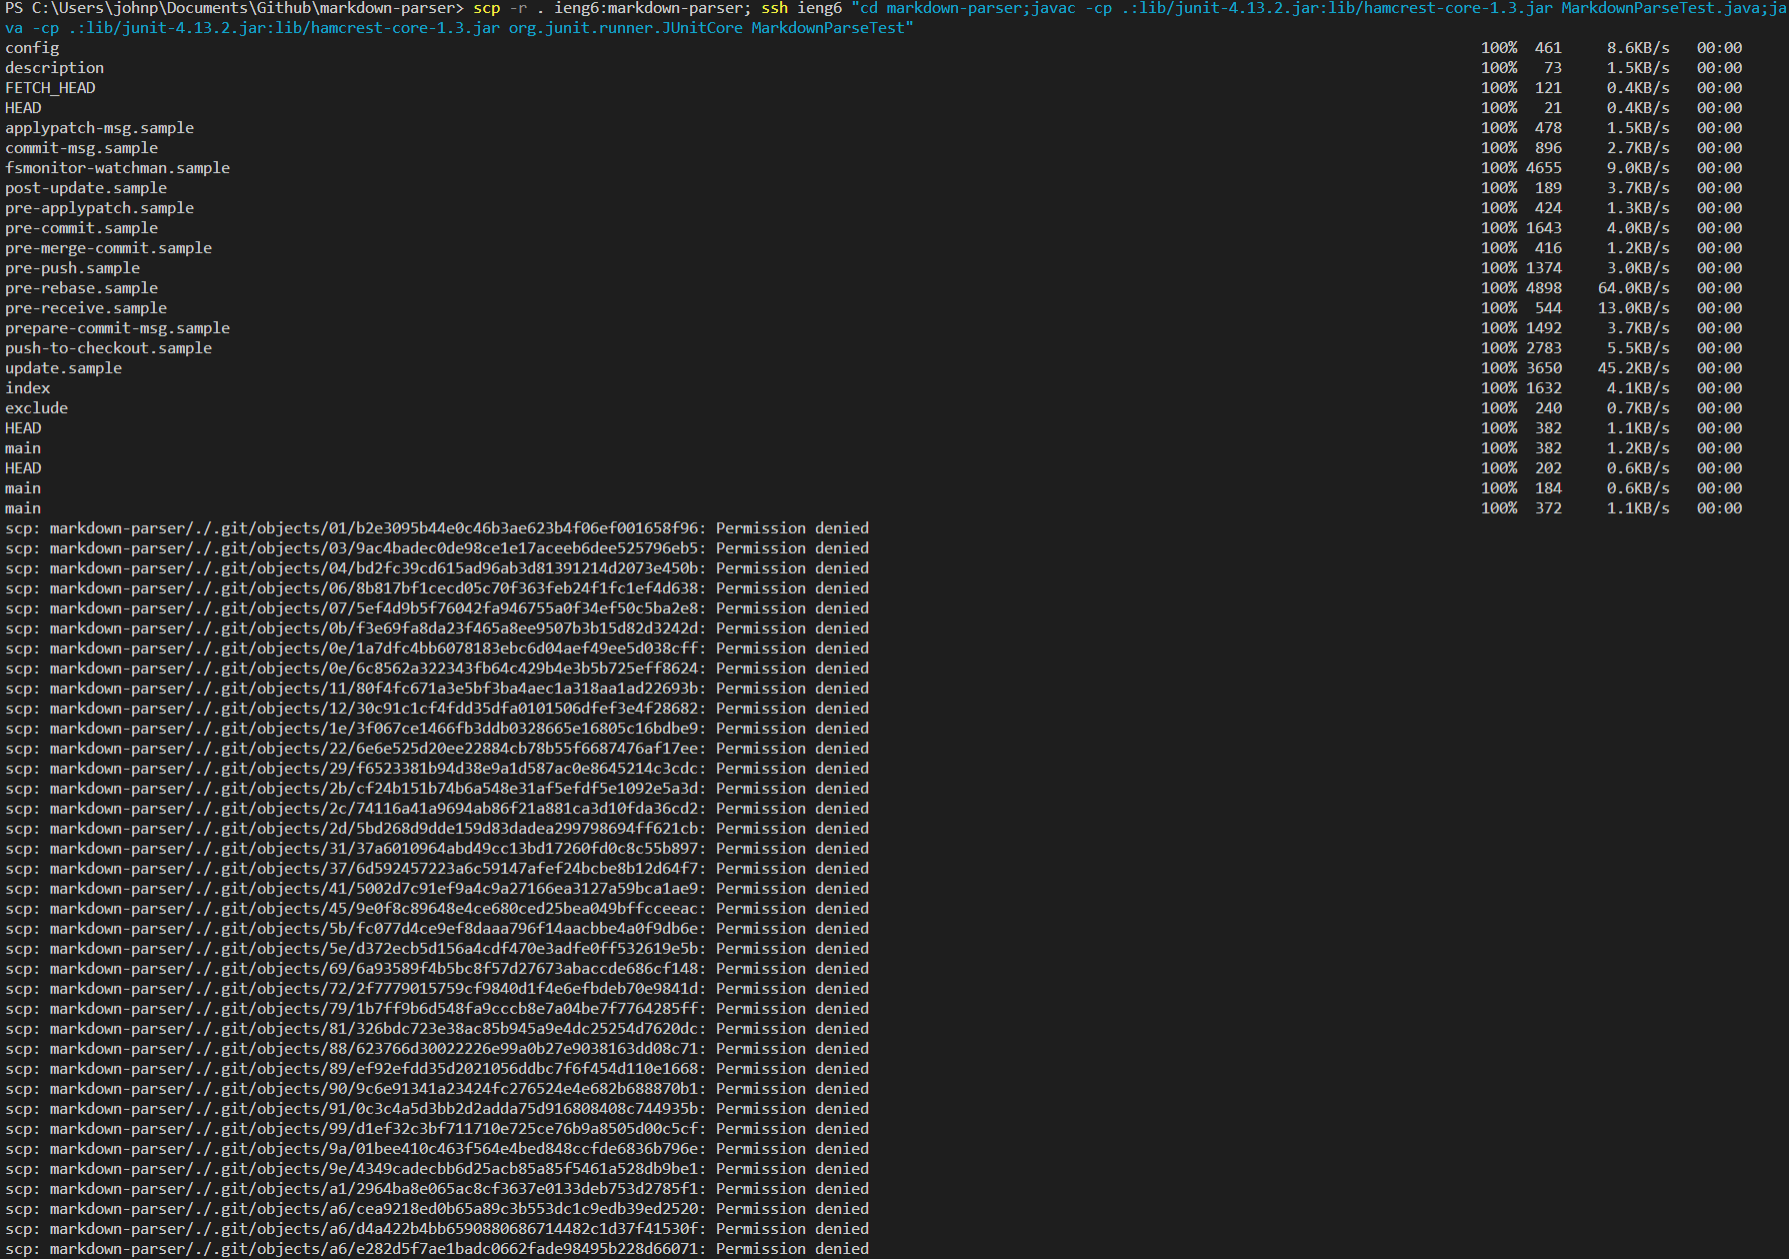 PS C:\Users\johnp\Documents\Github\markdown-parser> scp -r . ieng6:markdown-parser; ssh ieng6 "cd markdown-parser;javac -cp .:lib/junit-4.13.2.jar:lib/hamcrest-core-1.3.jar MarkdownParseTest.java;ja
va -cp .:lib/junit-4.13.2.jar:lib/hamcrest-core-1.3.jar org.junit.runner.JUnitCore MarkdownParseTest"
config 100% 461 8.6KB/s 00:00
description 100% 73 1.5KB/s 00:00
FETCH_HEAD 100% 121 0.4KB/s 00:00
HEAD 100% 21 0.4KB/s 00:00
applypatch-msg.sample 100% 478 1.5KB/s 00:00
commit-msg.sample 100% 896 2.7KB/s 00:00
fsmonitor-watchman.sample 100% 4655 9.0KB/s 00:00
post-update.sample 100% 189 3.7KB/s 00:00
pre-applypatch.sample 100% 424 1.3KB/s 00:00
pre-commit.sample 100% 1643 4.0KB/s 00:00
pre-merge-commit.sample 100% 416 1.2KB/s 00:00
pre-push.sample 100% 1374 3.0KB/s 00:00
pre-rebase.sample 100% 4898 64.0KB/s 00:00
pre-receive.sample 100% 544 13.0KB/s 00:00
prepare-commit-msg.sample 100% 1492 3.7KB/s 00:00
push-to-checkout.sample 100% 2783 5.5KB/s 00:00
update.sample 100% 3650 45.2KB/s 00:00
index 100% 1632 4.1KB/s 00:00
exclude 100% 240 0.7KB/s 00:00
HEAD 100% 382 1.1KB/s 00:00
main 100% 382 1.2KB/s 00:00
HEAD 100% 202 0.6KB/s 00:00
main 100% 184 0.6KB/s 00:00
main 100% 372 1.1KB/s 00:00
scp: markdown-parser/./.git/objects/01/b2e3095b44e0c46b3ae623b4f06ef001658f96: Permission denied
scp: markdown-parser/./.git/objects/03/9ac4badec0de98ce1e17aceeb6dee525796eb5: Permission denied
scp: markdown-parser/./.git/objects/04/bd2fc39cd615ad96ab3d81391214d2073e450b: Permission denied
scp: markdown-parser/./.git/objects/06/8b817bf1cecd05c70f363feb24f1fc1ef4d638: Permission denied
scp: markdown-parser/./.git/objects/07/5ef4d9b5f76042fa946755a0f34ef50c5ba2e8: Permission denied
scp: markdown-parser/./.git/objects/0b/f3e69fa8da23f465a8ee9507b3b15d82d3242d: Permission denied
scp: markdown-parser/./.git/objects/0e/1a7dfc4bb6078183ebc6d04aef49ee5d038cff: Permission denied
scp: markdown-parser/./.git/objects/0e/6c8562a322343fb64c429b4e3b5b725eff8624: Permission denied
scp: markdown-parser/./.git/objects/11/80f4fc671a3e5bf3ba4aec1a318aa1ad22693b: Permission denied
scp: markdown-parser/./.git/objects/12/30c91c1cf4fdd35dfa0101506dfef3e4f28682: Permission denied
scp: markdown-parser/./.git/objects/1e/3f067ce1466fb3ddb0328665e16805c16bdbe9: Permission denied
scp: markdown-parser/./.git/objects/22/6e6e525d20ee22884cb78b55f6687476af17ee: Permission denied
scp: markdown-parser/./.git/objects/29/f6523381b94d38e9a1d587ac0e8645214c3cdc: Permission denied
scp: markdown-parser/./.git/objects/2b/cf24b151b74b6a548e31af5efdf5e1092e5a3d: Permission denied
scp: markdown-parser/./.git/objects/2c/74116a41a9694ab86f21a881ca3d10fda36cd2: Permission denied
scp: markdown-parser/./.git/objects/2d/5bd268d9dde159d83dadea299798694ff621cb: Permission denied
scp: markdown-parser/./.git/objects/31/37a6010964abd49cc13bd17260fd0c8c55b897: Permission denied
scp: markdown-parser/./.git/objects/37/6d592457223a6c59147afef24bcbe8b12d64f7: Permission denied
scp: markdown-parser/./.git/objects/41/5002d7c91ef9a4c9a27166ea3127a59bca1ae9: Permission denied
scp: markdown-parser/./.git/objects/45/9e0f8c89648e4ce680ced25bea049bffcceeac: Permission denied
scp: markdown-parser/./.git/objects/5b/fc077d4ce9ef8daaa796f14aacbbe4a0f9db6e: Permission denied
scp: markdown-parser/./.git/objects/5e/d372ecb5d156a4cdf470e3adfe0ff532619e5b: Permission denied
scp: markdown-parser/./.git/objects/69/6a93589f4b5bc8f57d27673abaccde686cf148: Permission denied
scp: markdown-parser/./.git/objects/72/2f7779015759cf9840d1f4e6efbdeb70e9841d: Permission denied
scp: markdown-parser/./.git/objects/79/1b7ff9b6d548fa9cccb8e7a04be7f7764285ff: Permission denied
scp: markdown-parser/./.git/objects/81/326bdc723e38ac85b945a9e4dc25254d7620dc: Permission denied
scp: markdown-parser/./.git/objects/88/623766d30022226e99a0b27e9038163dd08c71: Permission denied
scp: markdown-parser/./.git/objects/89/ef92efdd35d2021056ddbc7f6f454d110e1668: Permission denied
scp: markdown-parser/./.git/objects/90/9c6e91341a23424fc276524e4e682b688870b1: Permission denied
scp: markdown-parser/./.git/objects/91/0c3c4a5d3bb2d2adda75d916808408c744935b: Permission denied
scp: markdown-parser/./.git/objects/99/d1ef32c3bf711710e725ce76b9a8505d00c5cf: Permission denied
scp: markdown-parser/./.git/objects/9a/01bee410c463f564e4bed848ccfde6836b796e: Permission denied
scp: markdown-parser/./.git/objects/9e/4349cadecbb6d25acb85a85f5461a528db9be1: Permission denied
scp: markdown-parser/./.git/objects/a1/2964ba8e065ac8cf3637e0133deb753d2785f1: Permission denied
scp: markdown-parser/./.git/objects/a6/cea9218ed0b65a89c3b553dc1c9edb39ed2520: Permission denied
scp: markdown-parser/./.git/objects/a6/d4a422b4bb6590880686714482c1d37f41530f: Permission denied
scp: markdown-parser/./.git/objects/a6/e282d5f7ae1badc0662fade98495b228d66071: Permission denied